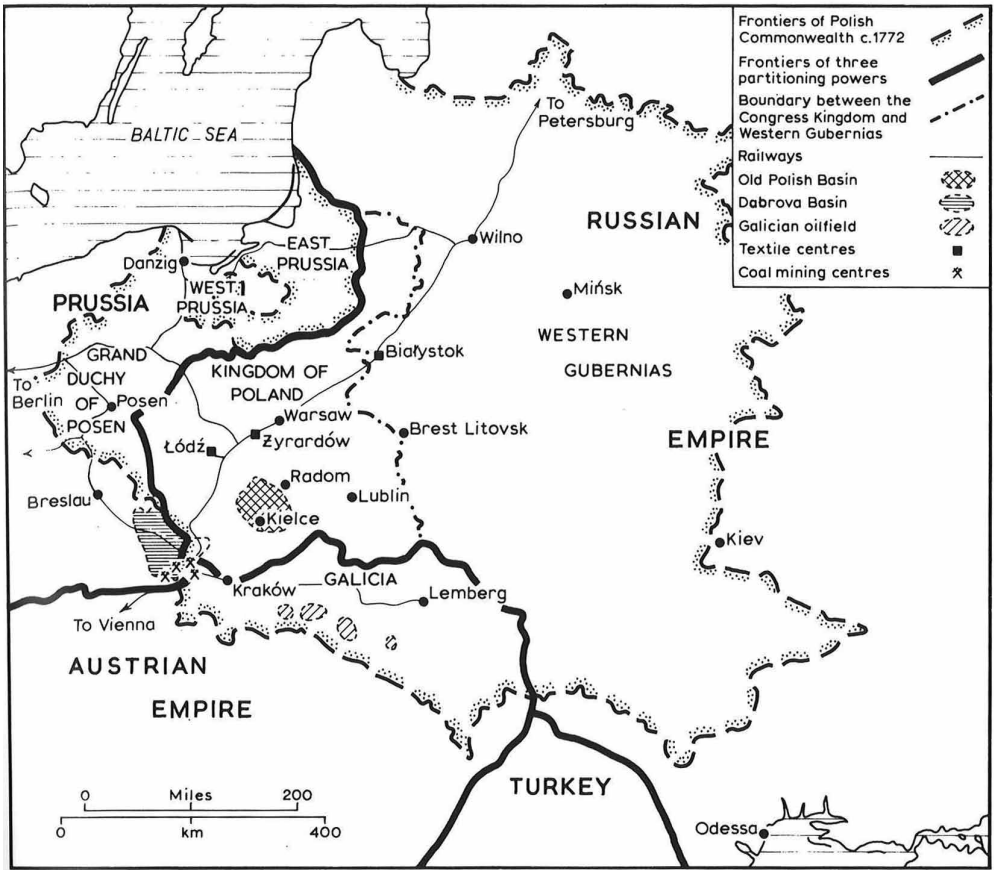 Frontiers of Polish
Commonwealth c.1772
Frontiers of three
partitioning powers
Boundary between the
Congress Kingdom and
Western Gubernias
Railways
Old Polish Basin
Dabrova Basin
Galician oilfield
Textile centres
Coal mining centres
To
Petersburg
BALTIC SEA
RUSSIAN
Wilno
EAST
PRUSSIA
Danzig
WEST
PRUSSIA
PRUSSIA
Mińsk
WESTERN
GUBERNIAS
Białystok
GRAND
DUCHY
OF
POSEN
To
Berlin
Posen
KINGDOM OF
POLAND
Warsaw
Żyrardów
Łódź
Brest Litovsk
EMPIRE
Radom
Lublin
Breslau
Kielce
Kiev
Kraków
GALICIA
Lemberg
To Vienna
AUSTRIAN
EMPIRE
TURKEY
0 Miles 200
0 km 400
Odessa